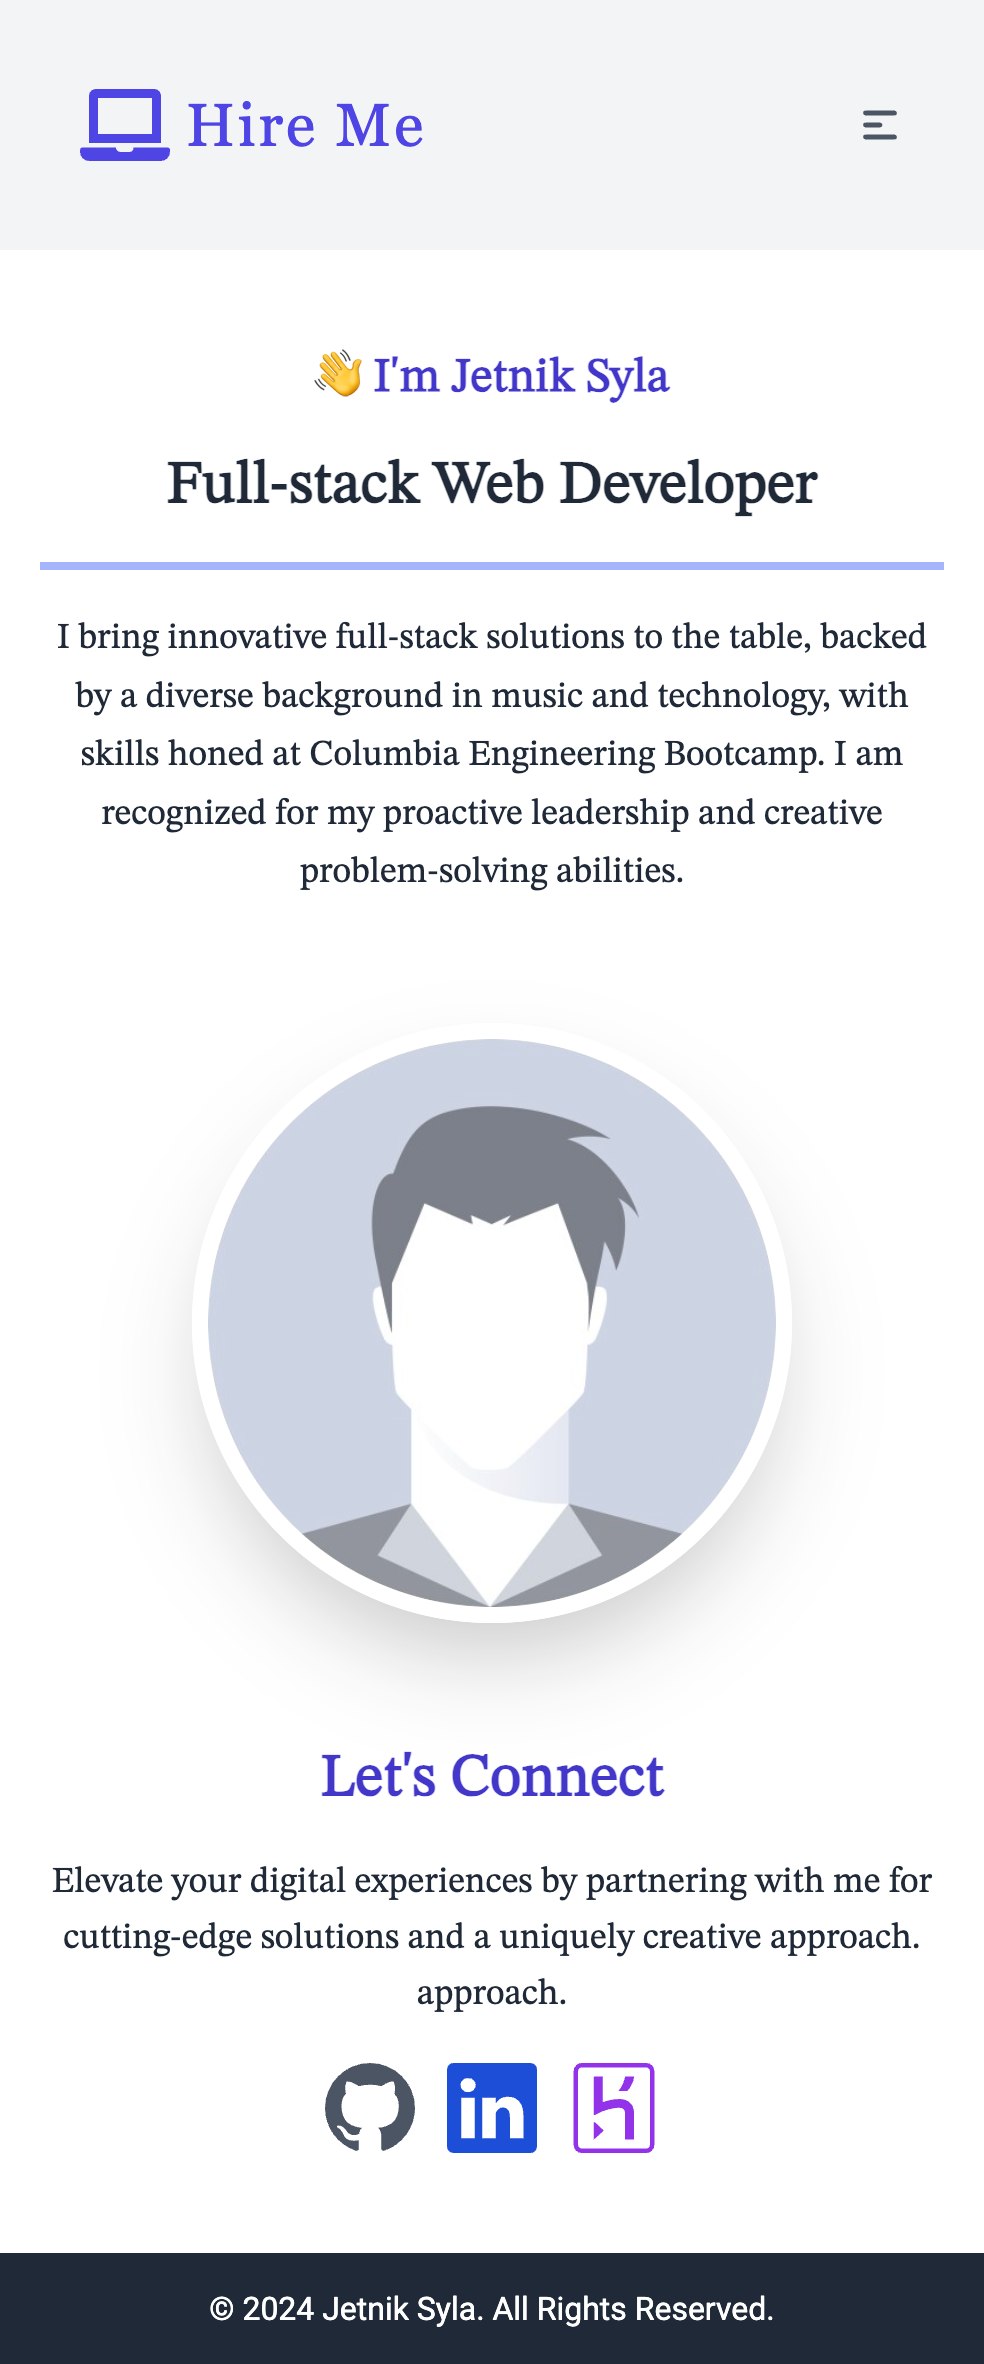 Hire Me
👋 I'm Jetnik Syla
Full-stack Web Developer
I bring innovative full-stack solutions to the table, backed
by a diverse background in music and technology, with
skills honed at Columbia Engineering Bootcamp. I am
recognized for my proactive leadership and creative
problem-solving abilities.
Let's Connect
Elevate your digital experiences by partnering with me for
cutting-edge solutions and a uniquely creative approach.
approach.
in
© 2024 Jetnik Syla. All Rights Reserved.